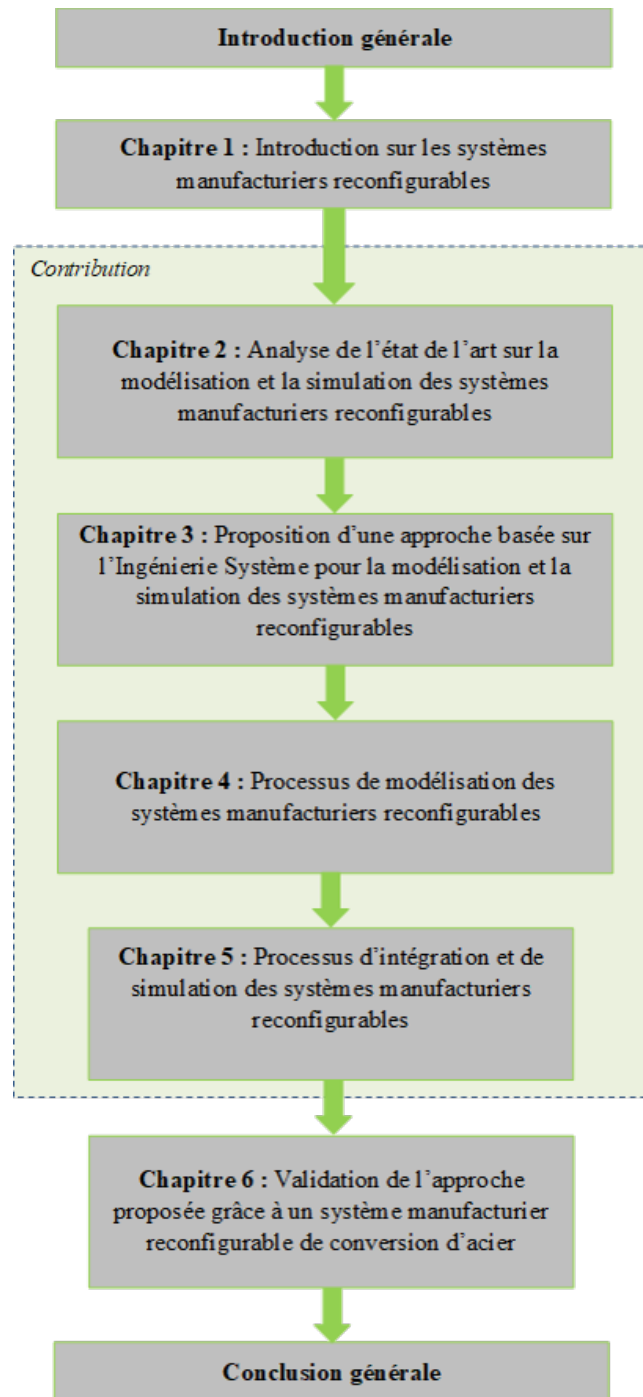 Introduction générale
Chapitre 1 : Introduction sur les systèmes
manufacturiers reconfigurables
Contribution
Chapitre 2 : Analyse de l’état de l’art sur la
modélisation et la simulation des systèmes
manufacturiers reconfigurables
Chapitre 3 : Proposition d’une approche basée sur
l’Ingénierie Système pour la modélisation et la
simulation des systèmes manufacturiers
reconfigurables
Chapitre 4 : Processus de modélisation des
systèmes manufacturiers reconfigurables
Chapitre 5 : Processus d’intégration et de
simulation des systèmes manufacturiers
reconfigurables
Chapitre 6 : Validation de l’approche
proposée grâce à un système manufacturier
reconfigurable de conversion d’acier
Conclusion générale